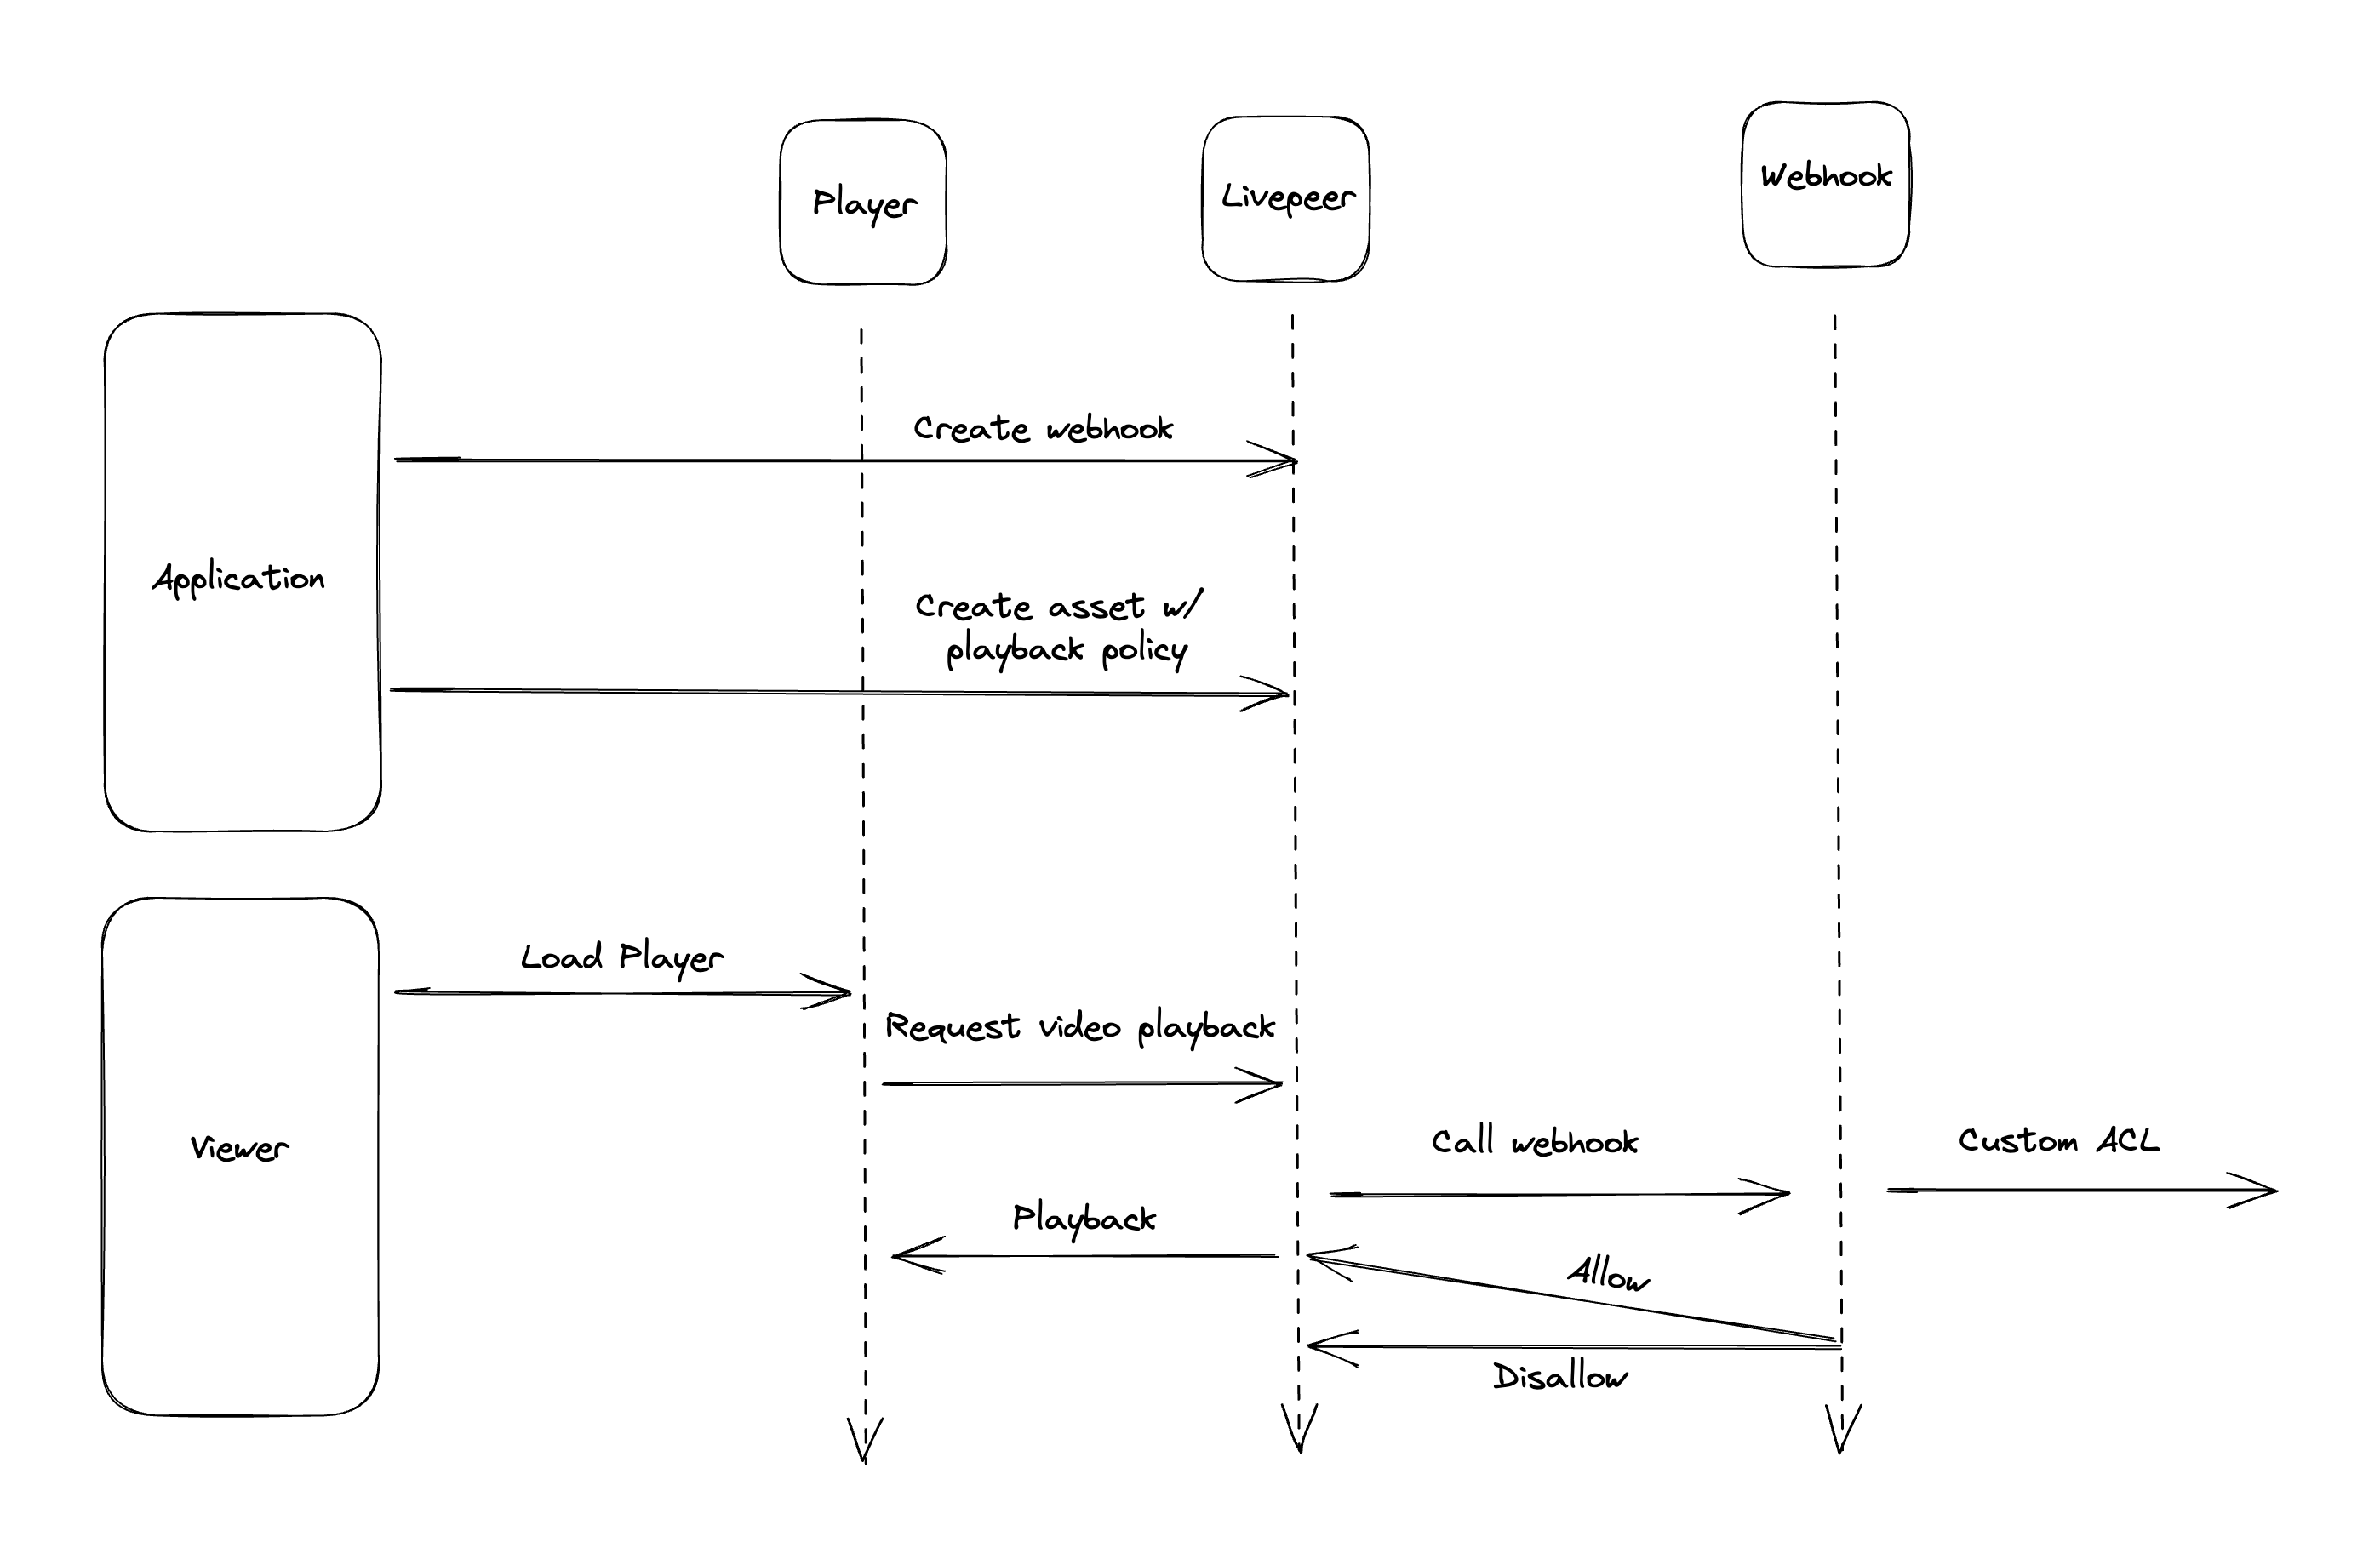 Player
Livepeer
Webhook
Create webhook
Application
Create asset w/
playback policy
Load Player
Request video playback
Viewer
Call webhook
Custom ACL
Playback
Allow
Disallow